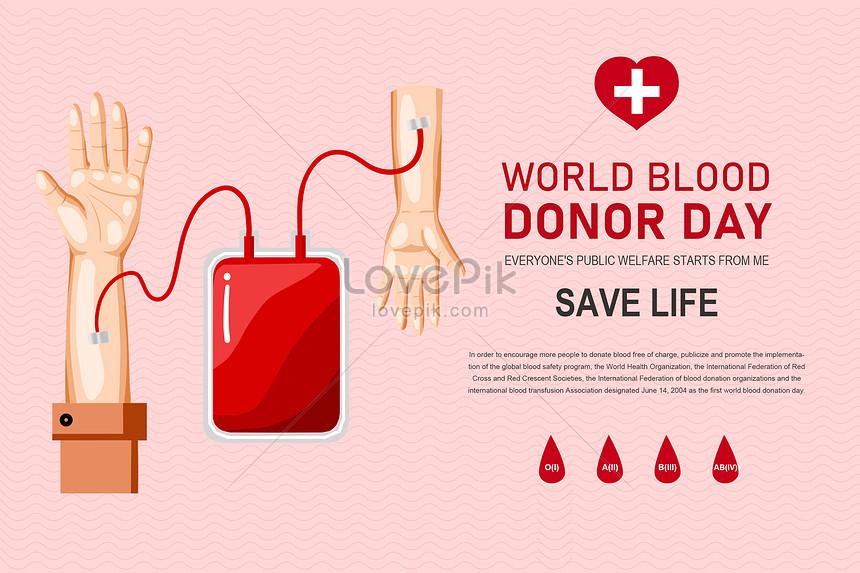 WORLD BLOOD
DONOR DAY
EVERYONE'S PUBLIC WELFARE STARTS FROM ME
SAVE LIFE
In order to encourage more people to donate blood free of charge, publicize and promote the implementa-
tion of the global blood safety program, the World Health Organization, the International Federation of Red
Cross and Red Crescent Societies, the International Federation of blood donation organizations and the
international blood transfusion Association designated June 14, 2004 as the first world blood donation day.
O(I) A(II) B(III) AB(IV)
LovePik
lovepik.com